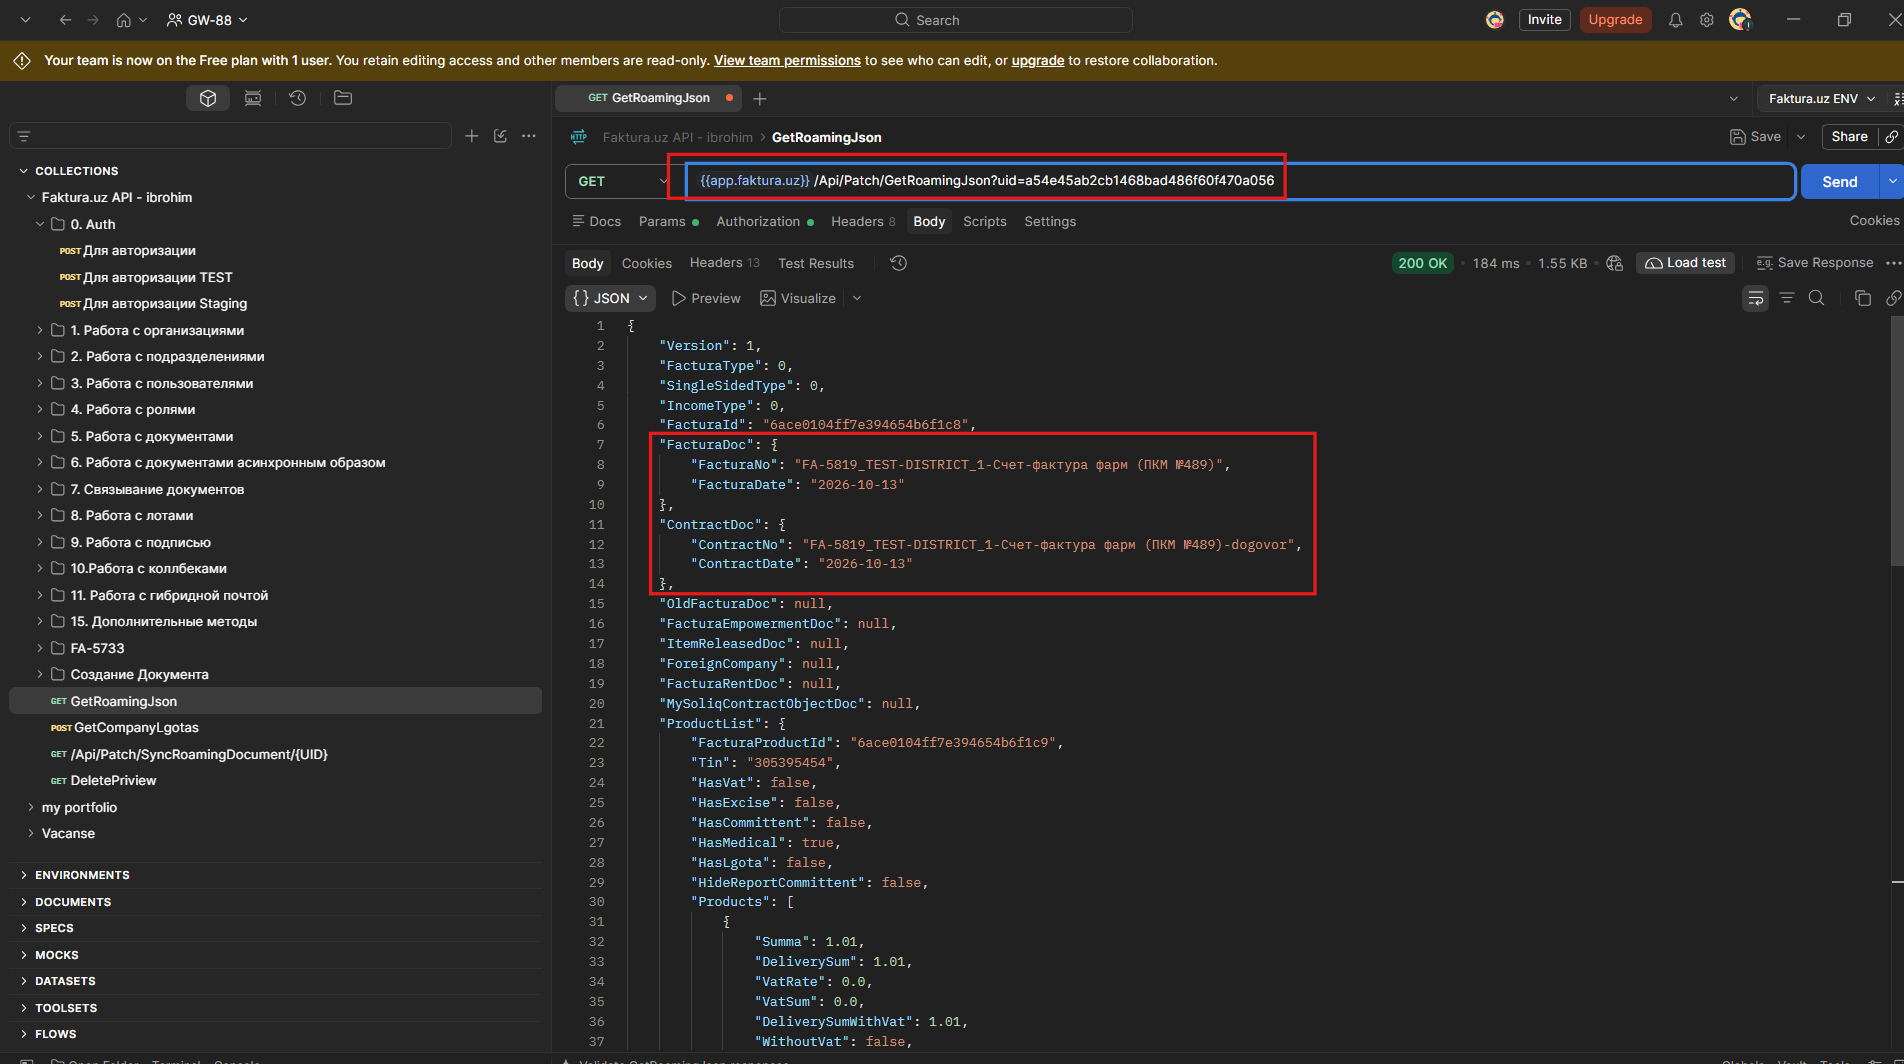 GW-88
Search
Invite
Upgrade
Your team is now on the Free plan with 1 user. You retain editing access and other members are read-only. View team permissions to see who can edit, or upgrade to restore collaboration.
GET GetRoamingJson
Faktura.uz ENV
HTTP Faktura.uz API - ibrohim > GetRoamingJson
Save
Share
COLLECTIONS
Faktura.uz API - ibrohim
0. Auth
POST Для авторизации
POST Для авторизации TEST
POST Для авторизации Staging
1. Работа с организациями
2. Работа с подразделениями
3. Работа с пользователями
4. Работа с ролями
5. Работа с документами
6. Работа с документами асинхронным образом
7. Связывание документов
8. Работа с лотами
9. Работа с подписью
10.Работа с коллбеками
11. Работа с гибридной почтой
15. Дополнительные методы
FA-5733
Создание Документа
GET GetRoamingJson
POST GetCompanyLgotas
GET /Api/Patch/SyncRoamingDocument/{UID}
GET DeletePriview
my portfolio
Vacanse
ENVIRONMENTS
DOCUMENTS
SPECS
MOCKS
DATASETS
TOOLSETS
FLOWS
GET
{{app.faktura.uz}} /Api/Patch/GetRoamingJson?uid=a54e45ab2cb1468bad486f60f470a056
Send
Docs Params Authorization Headers 8 Body Scripts Settings
Cookies
Body Cookies Headers 13 Test Results
200 OK • 184 ms • 1.55 KB
Load test
e.g. Save Response
{} JSON
Preview
Visualize
1 {
2 "Version": 1,
3 "FacturaType": 0,
4 "SingleSidedType": 0,
5 "IncomeType": 0,
6 "FacturaId": "6ace0104ff7e394654b6f1c8",
7 "FacturaDoc": {
8 "FacturaNo": "FA-5819_TEST-DISTRICT_1-Счет-фактура фарм (ПКМ №489)",
9 "FacturaDate": "2026-10-13"
10 },
11 "ContractDoc": {
12 "ContractNo": "FA-5819_TEST-DISTRICT_1-Счет-фактура фарм (ПКМ №489)-dogovor",
13 "ContractDate": "2026-10-13"
14 },
15 "OldFacturaDoc": null,
16 "FacturaEmpowermentDoc": null,
17 "ItemReleasedDoc": null,
18 "ForeignCompany": null,
19 "FacturaRentDoc": null,
20 "MySoliqContractObjectDoc": null,
21 "ProductList": {
22 "FacturaProductId": "6ace0104ff7e394654b6f1c9",
23 "Tin": "305395454",
24 "HasVat": false,
25 "HasExcise": false,
26 "HasCommittent": false,
27 "HasMedical": true,
28 "HasLgota": false,
29 "HideReportCommittent": false,
30 "Products": [
31 {
32 "Summa": 1.01,
33 "DeliverySum": 1.01,
34 "VatRate": 0.0,
35 "VatSum": 0.0,
36 "DeliverySumWithVat": 1.01,
37 "WithoutVat": false,